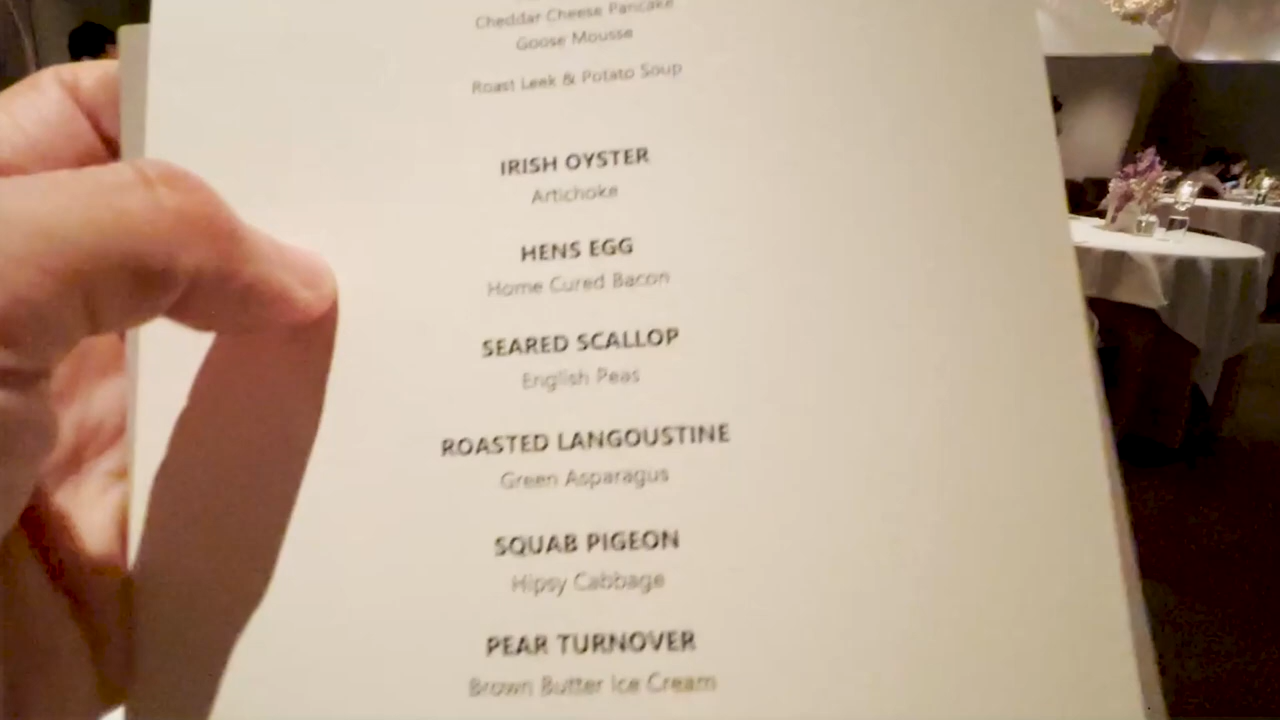 Cheddar Cheese Pancake
Goose Mousse
Roast Leek & Potato Soup
IRISH OYSTER
Artichoke
HENS EGG
Home Cured Bacon
SEARED SCALLOP
English Peas
ROASTED LANGOUSTINE
Green Asparagus
SQUAB PIGEON
Hipsy Cabbage
PEAR TURNOVER
Brown Butter Ice Cream